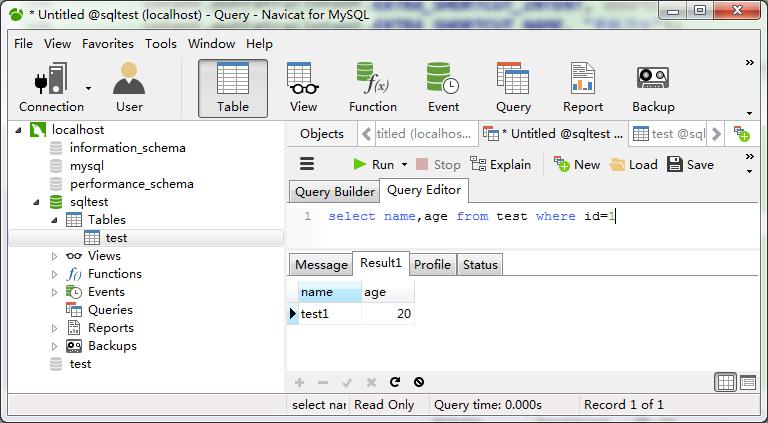 * Untitled @sqltest (localhost) - Query - Navicat for MySQL
File View Favorites Tools Window Help
Connection User Table View Function Event Query Report Backup
localhost
information_schema
mysql
performance_schema
sqltest
Tables
test
Views
Functions
Events
Queries
Reports
Backups
test
Objects titled (localhos... * Untitled @sqltest ... test @sql
Run Stop Explain New Load Save
Query Builder Query Editor
1 select name,age from test where id=1
Message Result1 Profile Status
name age
test1 20
select nar Read Only Query time: 0.000s Record 1 of 1